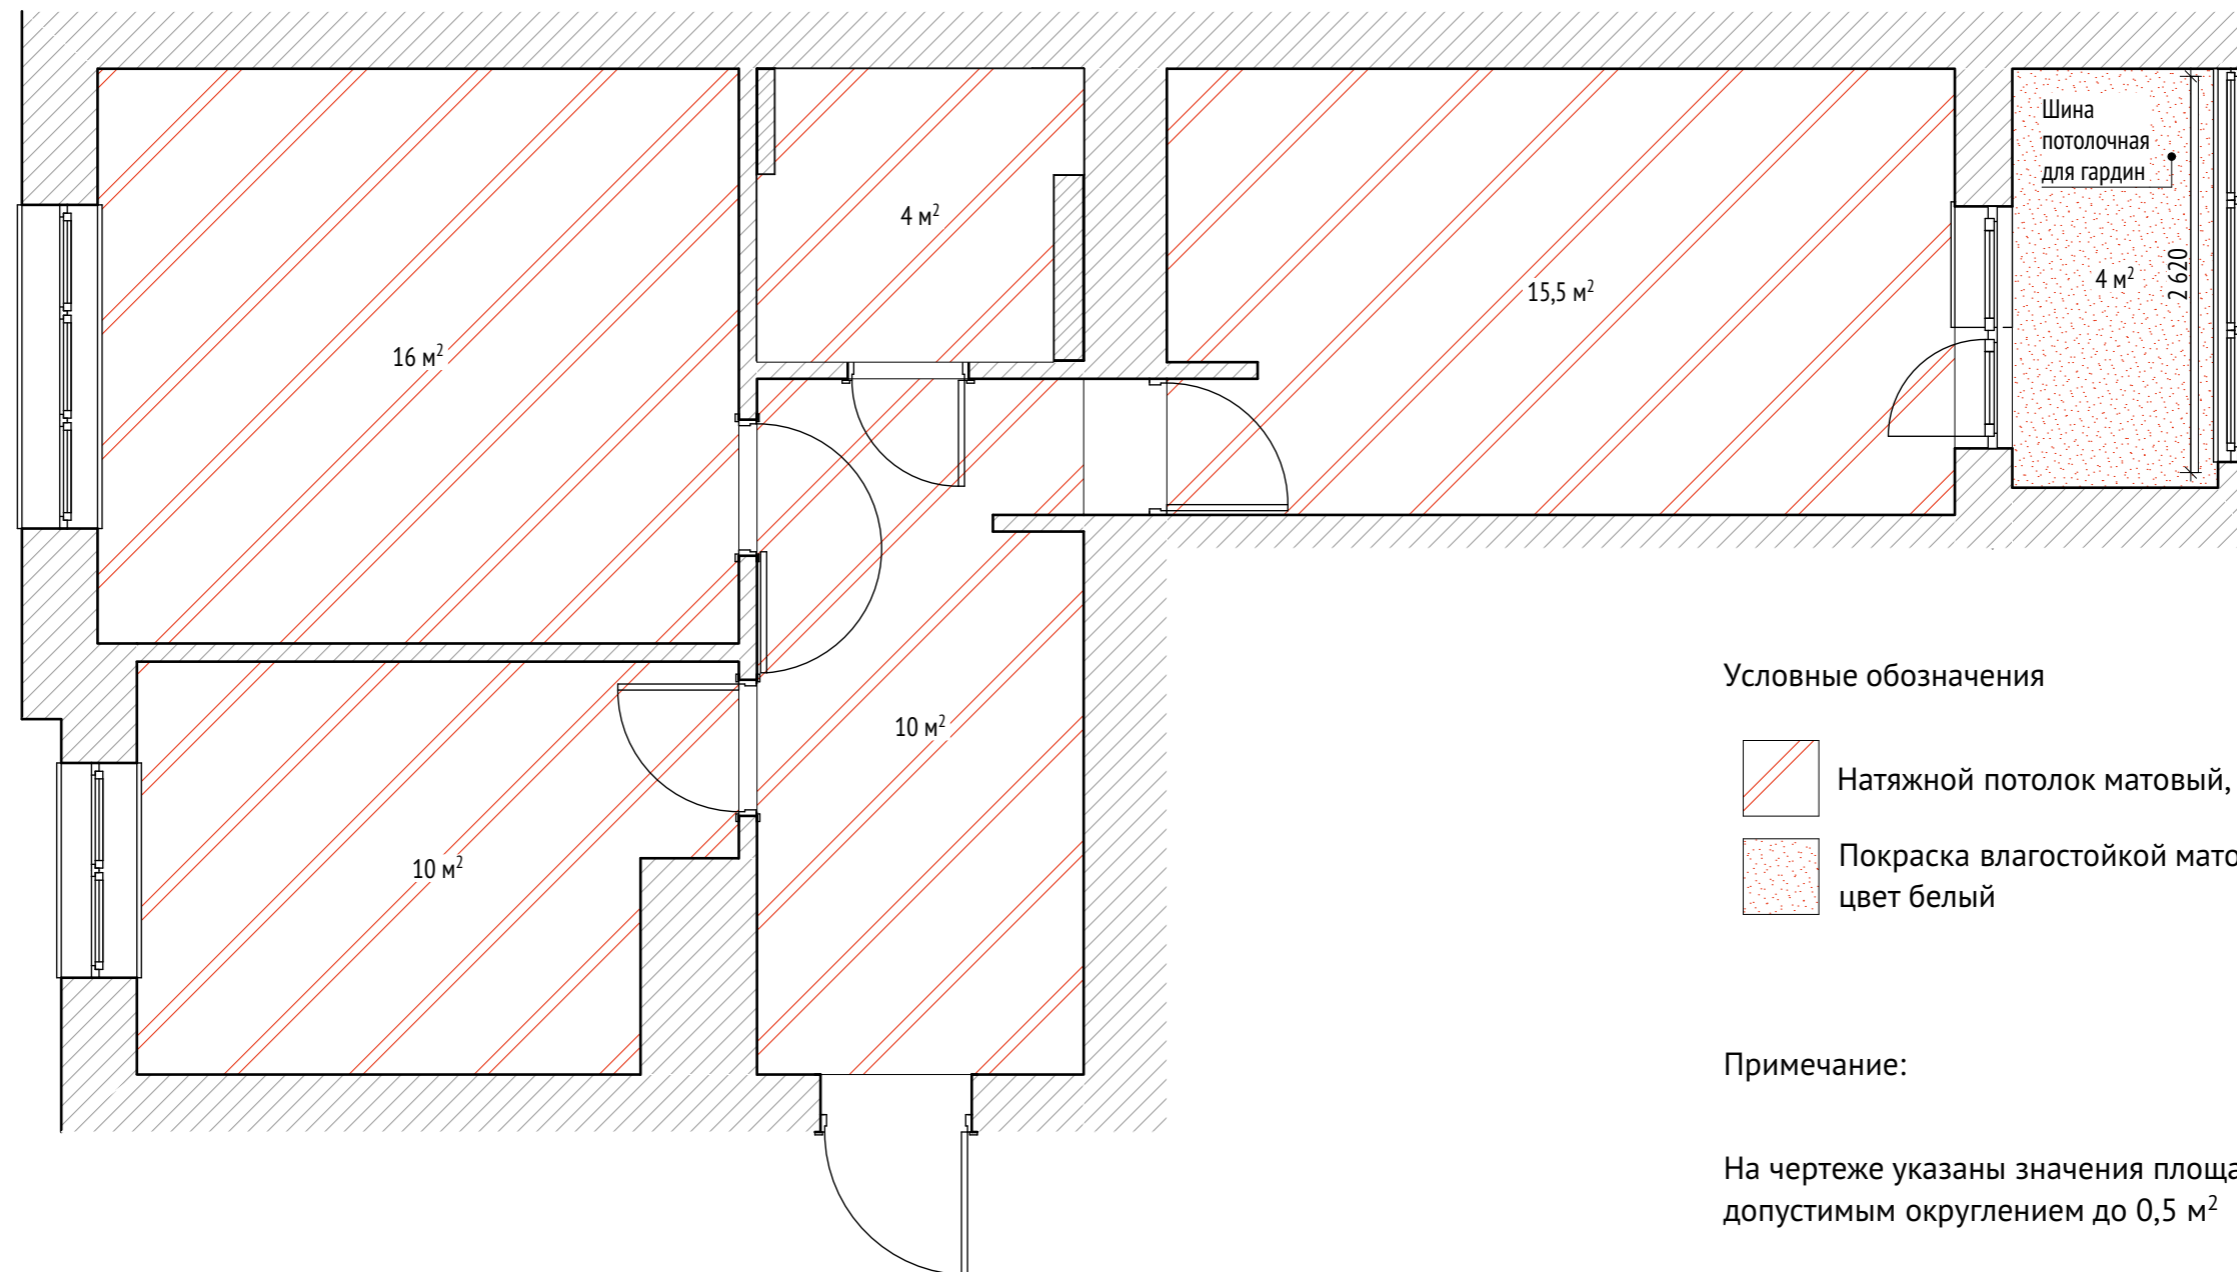 Шина
потолочная
для гардин
4 м²
16 м²
15,5 м²
4 м²
2 620
10 м²
10 м²
Условные обозначения
Натяжной потолок матовый,
Покраска влагостойкой мато
цвет белый
Примечание:
На чертеже указаны значения площа
допустимым округлением до 0,5 м²